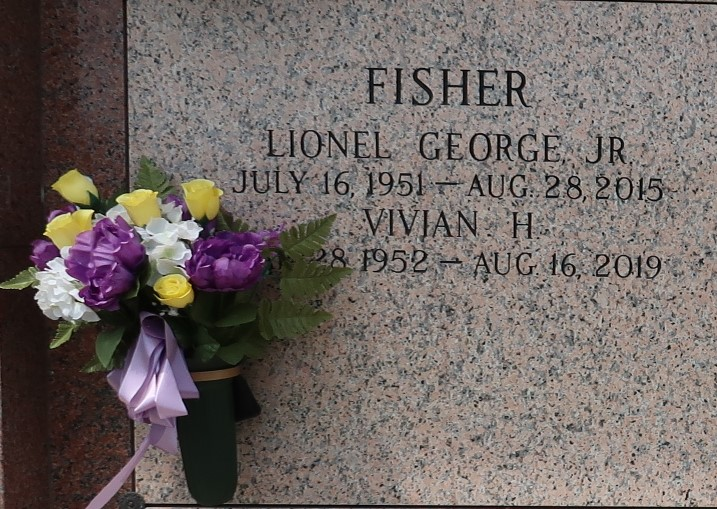 FISHER
LIONEL GEORGE, JR.
JULY 16, 1951 — AUG. 28, 2015
VIVIAN H.
28 1952 — AUG. 16, 2019